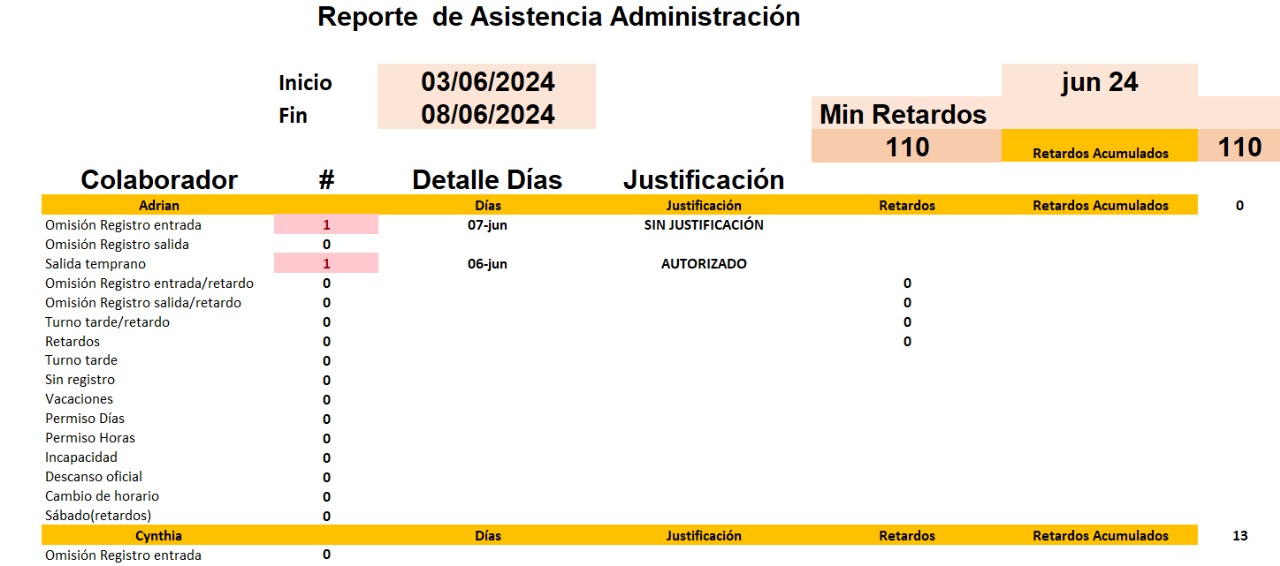 Reporte de Asistencia Administración
Inicio 03/06/2024 jun 24
Fin 08/06/2024 Min Retardos
110 Retardos Acumulados 110
Colaborador # Detalle Días Justificación
Adrian Días Justificación Retardos Retardos Acumulados 0
Omisión Registro entrada 1 07-jun SIN JUSTIFICACIÓN
Omisión Registro salida 0
Salida temprano 1 06-jun AUTORIZADO
Omisión Registro entrada/retardo 0 0
Omisión Registro salida/retardo 0 0
Turno tarde/retardo 0 0
Retardos 0 0
Turno tarde 0
Sin registro 0
Vacaciones 0
Permiso Días 0
Permiso Horas 0
Incapacidad 0
Descanso oficial 0
Cambio de horario 0
Sábado(retardos) 0
Cynthia Días Justificación Retardos Retardos Acumulados 13
Omisión Registro entrada 0